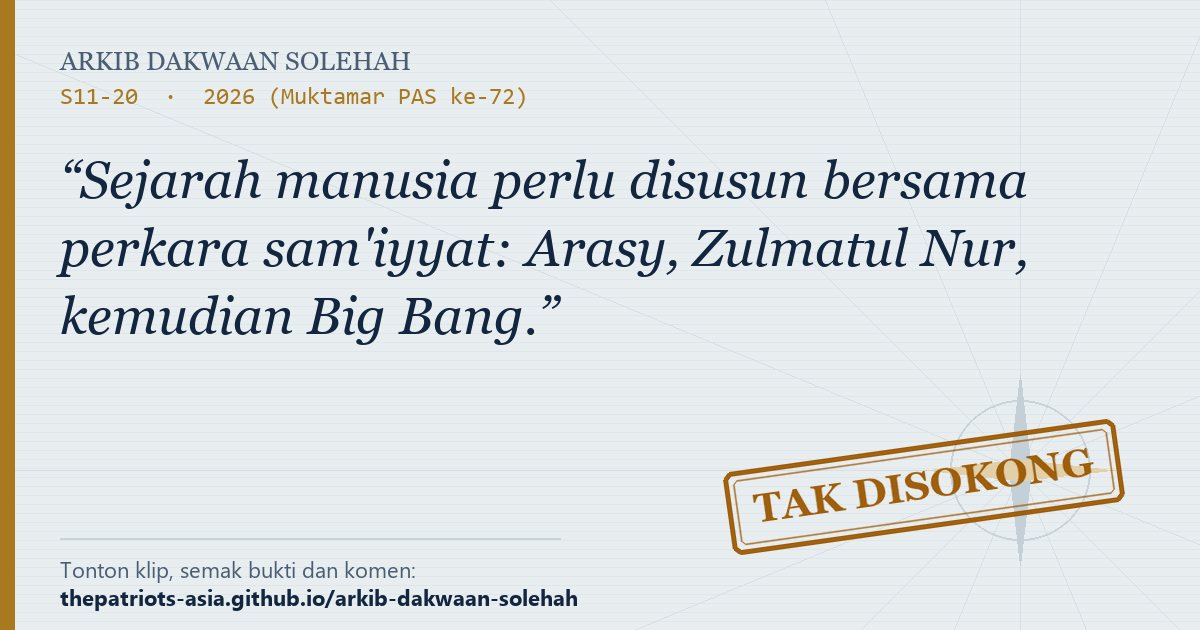 ARKIB DAKWAAN SOLEHAH
S11-20 · 2026 (Muktamar PAS ke-72)
“Sejarah manusia perlu disusun bersama
perkara sam'iyyat: Arasy, Zulmatul Nur,
kemudian Big Bang.”
TAK DISOKONG
Tonton klip, semak bukti dan komen:
thepatriots-asia.github.io/arkib-dakwaan-solehah